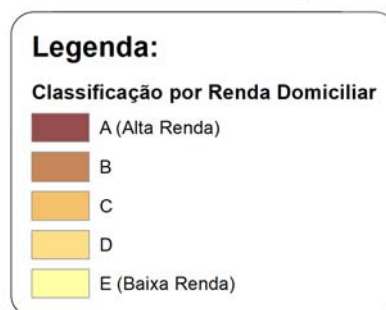 Legenda:
Classificação por Renda Domiciliar
A (Alta Renda)
B
C
D
E (Baixa Renda)